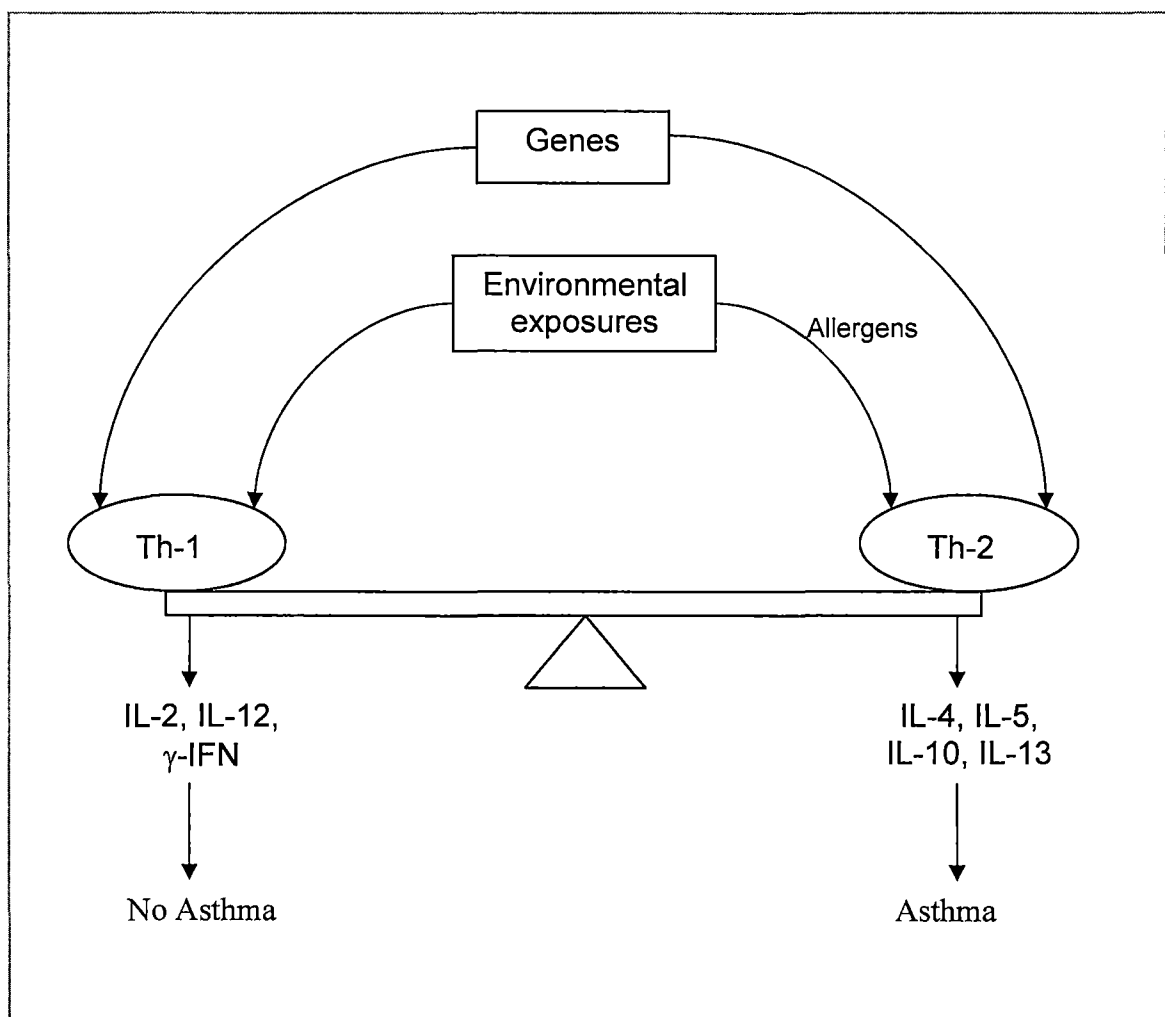 Genes
Environmental
exposures
Allergens
Th-1
Th-2
IL-2, IL-12,
γ-IFN
IL-4, IL-5,
IL-10, IL-13
No Asthma
Asthma